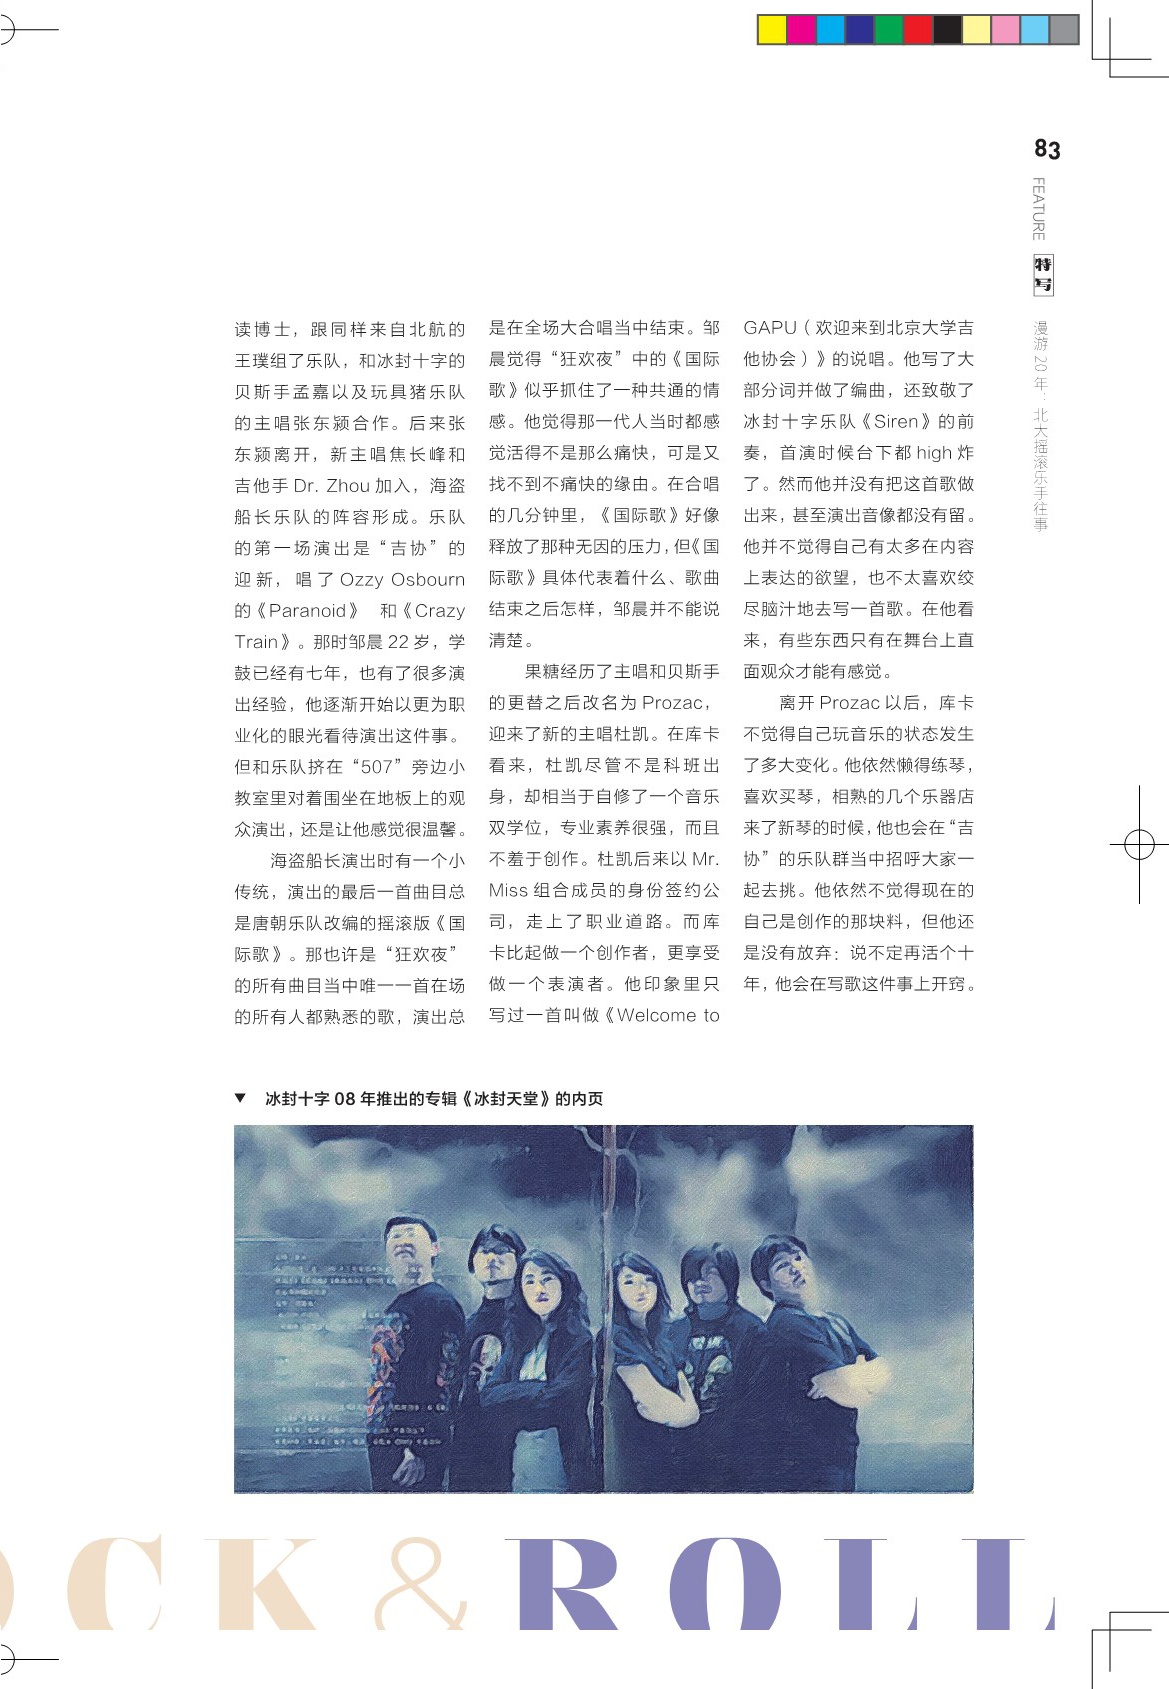 83
FEATURE
特写
漫游 20 年：北大摇滚乐手往事
读博士，跟同样来自北航的
王璞组了乐队，和冰封十字的
贝斯手孟嘉以及玩具猪乐队
的主唱张东颍合作。后来张
东颍离开，新主唱焦长峰和
吉他手 Dr. Zhou 加入，海盗
船长乐队的阵容形成。乐队
的第一场演出是“吉协”的
迎新，唱了 Ozzy Osbourn
的《Paranoid》 和《Crazy
Train》。那时邹晨 22 岁，学
鼓已经有七年，也有了很多演
出经验，他逐渐开始以更为职
业化的眼光看待演出这件事。
但和乐队挤在“507”旁边小
教室里对着围坐在地板上的观
众演出，还是让他感觉很温馨。
海盗船长演出时有一个小
传统，演出的最后一首曲目总
是唐朝乐队改编的摇滚版《国
际歌》。那也许是“狂欢夜”
的所有曲目当中唯一一首在场
的所有人都熟悉的歌，演出总
是在全场大合唱当中结束。邹
晨觉得“狂欢夜”中的《国际
歌》似乎抓住了一种共通的情
感。他觉得那一代人当时都感
觉活得不是那么痛快，可是又
找不到不痛快的缘由。在合唱
的几分钟里，《国际歌》好像
释放了那种无因的压力，但《国
际歌》具体代表着什么、歌曲
结束之后怎样，邹晨并不能说
清楚。
果糖经历了主唱和贝斯手
的更替之后改名为 Prozac，
迎来了新的主唱杜凯。在库卡
看来，杜凯尽管不是科班出
身，却相当于自修了一个音乐
双学位，专业素养很强，而且
不羞于创作。杜凯后来以 Mr.
Miss 组合成员的身份签约公
司，走上了职业道路。而库
卡比起做一个创作者，更享受
做一个表演者。他印象里只
写过一首叫做《Welcome to
GAPU（欢迎来到北京大学吉
他协会）》的说唱。他写了大
部分词并做了编曲，还致敬了
冰封十字乐队《Siren》的前
奏，首演时候台下都 high 炸
了。然而他并没有把这首歌做
出来，甚至演出音像都没有留。
他并不觉得自己有太多在内容
上表达的欲望，也不太喜欢绞
尽脑汁地去写一首歌。在他看
来，有些东西只有在舞台上直
面观众才能有感觉。
离开 Prozac 以后，库卡
不觉得自己玩音乐的状态发生
了多大变化。他依然懒得练琴，
喜欢买琴，相熟的几个乐器店
来了新琴的时候，他也会在“吉
协”的乐队群当中招呼大家一
起去挑。他依然不觉得现在的
自己是创作的那块料，但他还
是没有放弃：说不定再活个十
年，他会在写歌这件事上开窍。
▼ 冰封十字 08 年推出的专辑《冰封天堂》的内页
OCK & ROLL